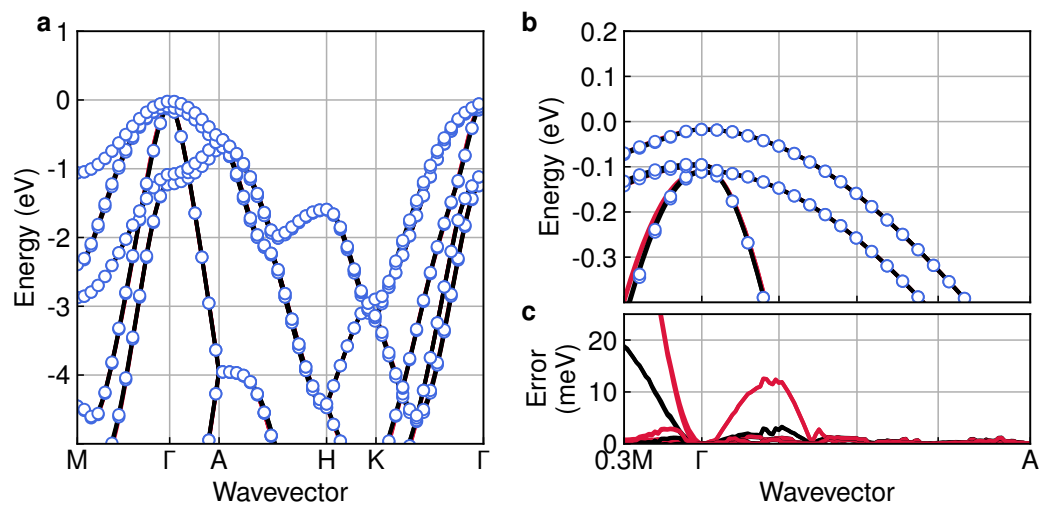 a
1
0
-1
-2
-3
-4
Energy (eV)
M Γ A H K Γ
Wavevector
b
0.2
0.1
0.0
-0.1
-0.2
-0.3
Energy (eV)
c
20
10
0
Error
(meV)
0.3M Γ A
Wavevector